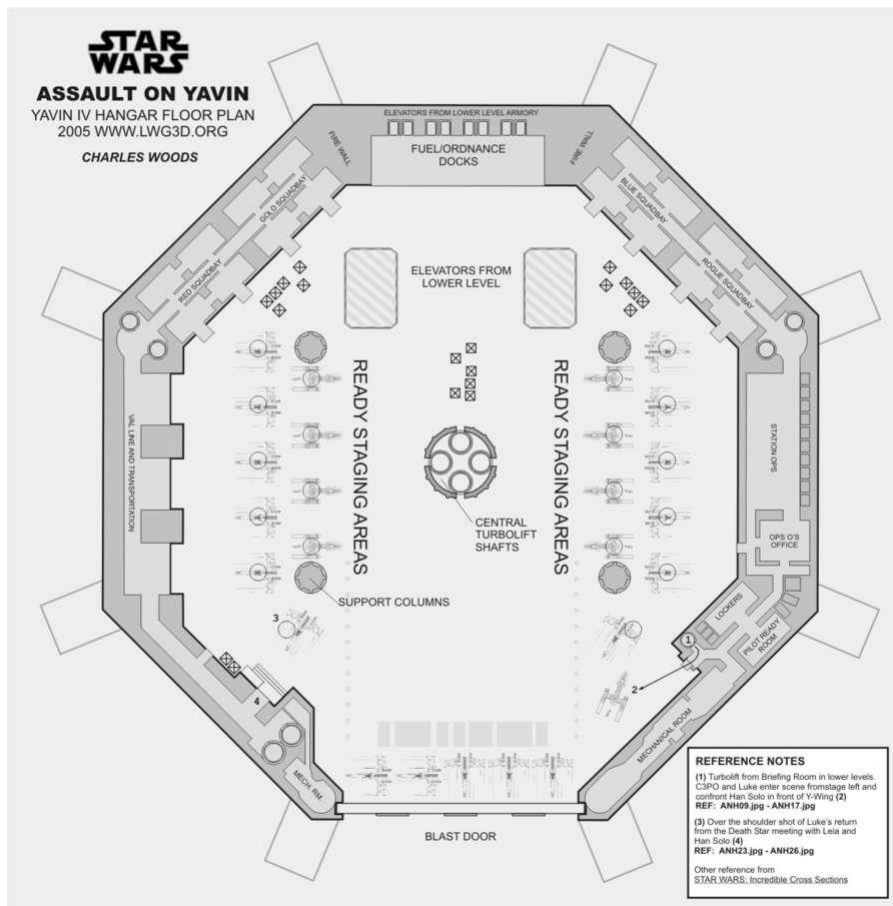 STAR
WARS
ASSAULT ON YAVIN
YAVIN IV HANGAR FLOOR PLAN
2005 WWW.LWG3D.ORG
CHARLES WOODS
ELEVATORS FROM LOWER LEVEL ARMORY
FUEL/ORDNANCE
DOCKS
FIRE WALL
FIRE WALL
GOLD SQUADBAY
RED SQUADBAY
BLUE SQUADBAY
ROGUE SQUADBAY
ELEVATORS FROM
LOWER LEVEL
READY STAGING AREAS
READY STAGING AREAS
VAL LINE AND TRANSPORTATION
STATION OPS
CENTRAL
TURBOLIFT
SHAFTS
OPS O'S
OFFICE
SUPPORT COLUMNS
LOCKERS
PILOT READY
ROOM
3
1
2
4
MECHANICAL ROOM
MECH. RM.
BLAST DOOR
REFERENCE NOTES
(1) Turbolift from Briefing Room in lower levels.
C3PO and Luke enter scene fromstage left and
confront Han Solo in front of Y-Wing (2)
REF: ANH09.jpg - ANH17.jpg
(3) Over the shoulder shot of Luke's return
from the Death Star meeting with Leia and
Han Solo (4)
REF: ANH23.jpg - ANH26.jpg
Other reference from
STAR WARS: Incredible Cross Sections